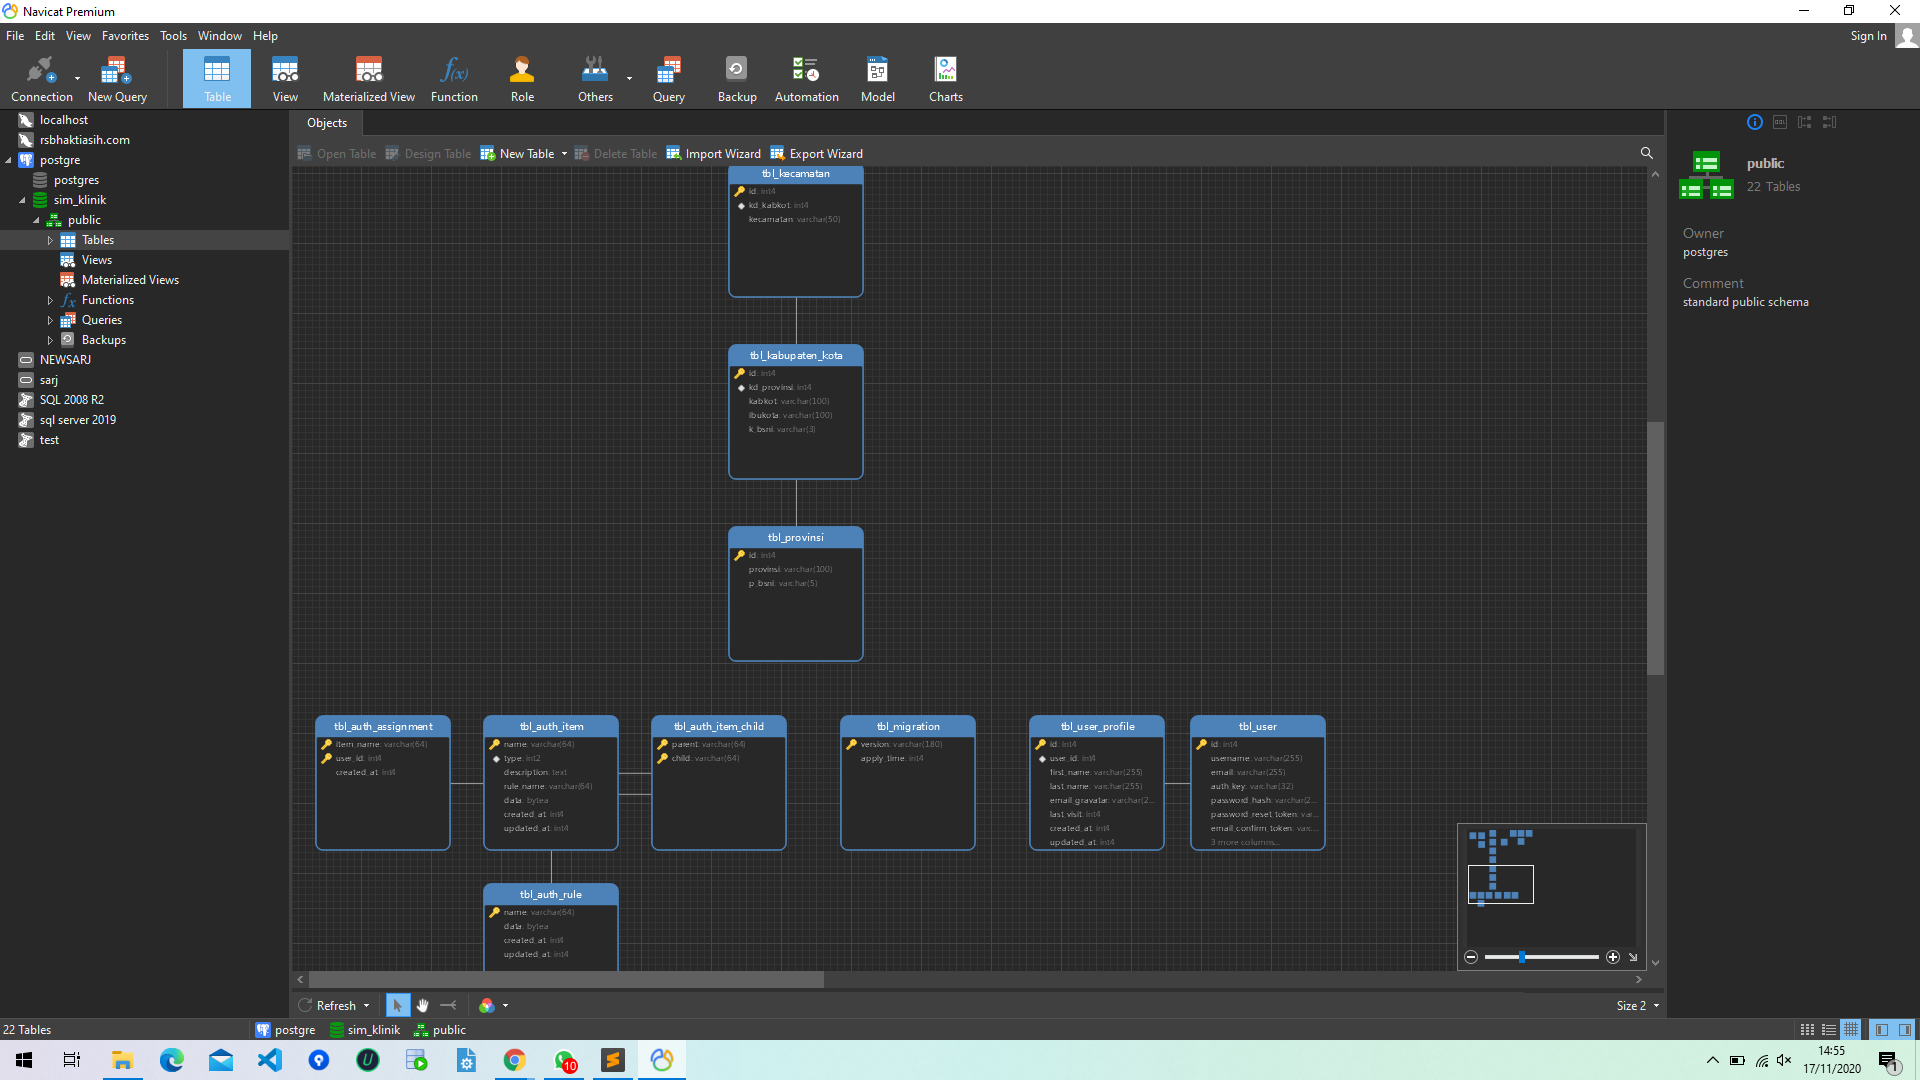 Navicat Premium
File Edit View Favorites Tools Window Help
Sign In
Connection
New Query
Table
View
Materialized View
Function
Role
Others
Query
Backup
Automation
Model
Charts
localhost
rsbhaktiasih.com
postgre
postgres
sim_klinik
public
Tables
Views
Materialized Views
Functions
Queries
Backups
NEWSARJ
sarj
SQL 2008 R2
sql server 2019
test
Objects
Open Table Design Table New Table Delete Table Import Wizard Export Wizard
tbl_kecamatan
id: int4
kd_kabkot: int4
kecamatan: varchar(50)
tbl_kabupaten_kota
id: int4
kd_provinsi: int4
kabkot: varchar(100)
ibukota: varchar(100)
k_bsni: varchar(3)
tbl_provinsi
id: int4
provinsi: varchar(100)
p_bsni: varchar(5)
tbl_auth_assignment
item_name: varchar(64)
user_id: int4
created_at: int4
tbl_auth_item
name: varchar(64)
type: int2
description: text
rule_name: varchar(64)
data: bytea
created_at: int4
updated_at: int4
tbl_auth_item_child
parent: varchar(64)
child: varchar(64)
tbl_migration
version: varchar(180)
apply_time: int4
tbl_user_profile
id: int4
user_id: int4
first_name: varchar(255)
last_name: varchar(255)
email_gravatar: varchar(2...
last_visit: int4
created_at: int4
updated_at: int4
tbl_user
id: int4
username: varchar(255)
email: varchar(255)
auth_key: varchar(32)
password_hash: varchar(2...
password_reset_token: var...
email_confirm_token: varc...
3 more columns...
tbl_auth_rule
name: varchar(64)
data: bytea
created_at: int4
updated_at: int4
public
22 Tables
Owner
postgres
Comment
standard public schema
Refresh
Size 2
22 Tables
postgre
sim_klinik
public
10
14:55
17/11/2020
1